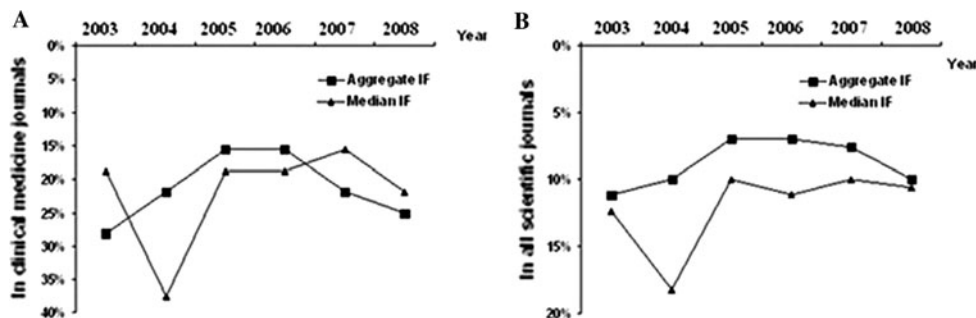 A
2003 2004 2005 2006 2007 2008
Year
0%
5%
10%
15%
20%
25%
30%
35%
40%
In clinical medicine journals
Aggregate IF
Median IF
B
2003 2004 2005 2006 2007 2008
Year
0%
5%
10%
15%
20%
In all scientific journals
Aggregate IF
Median IF